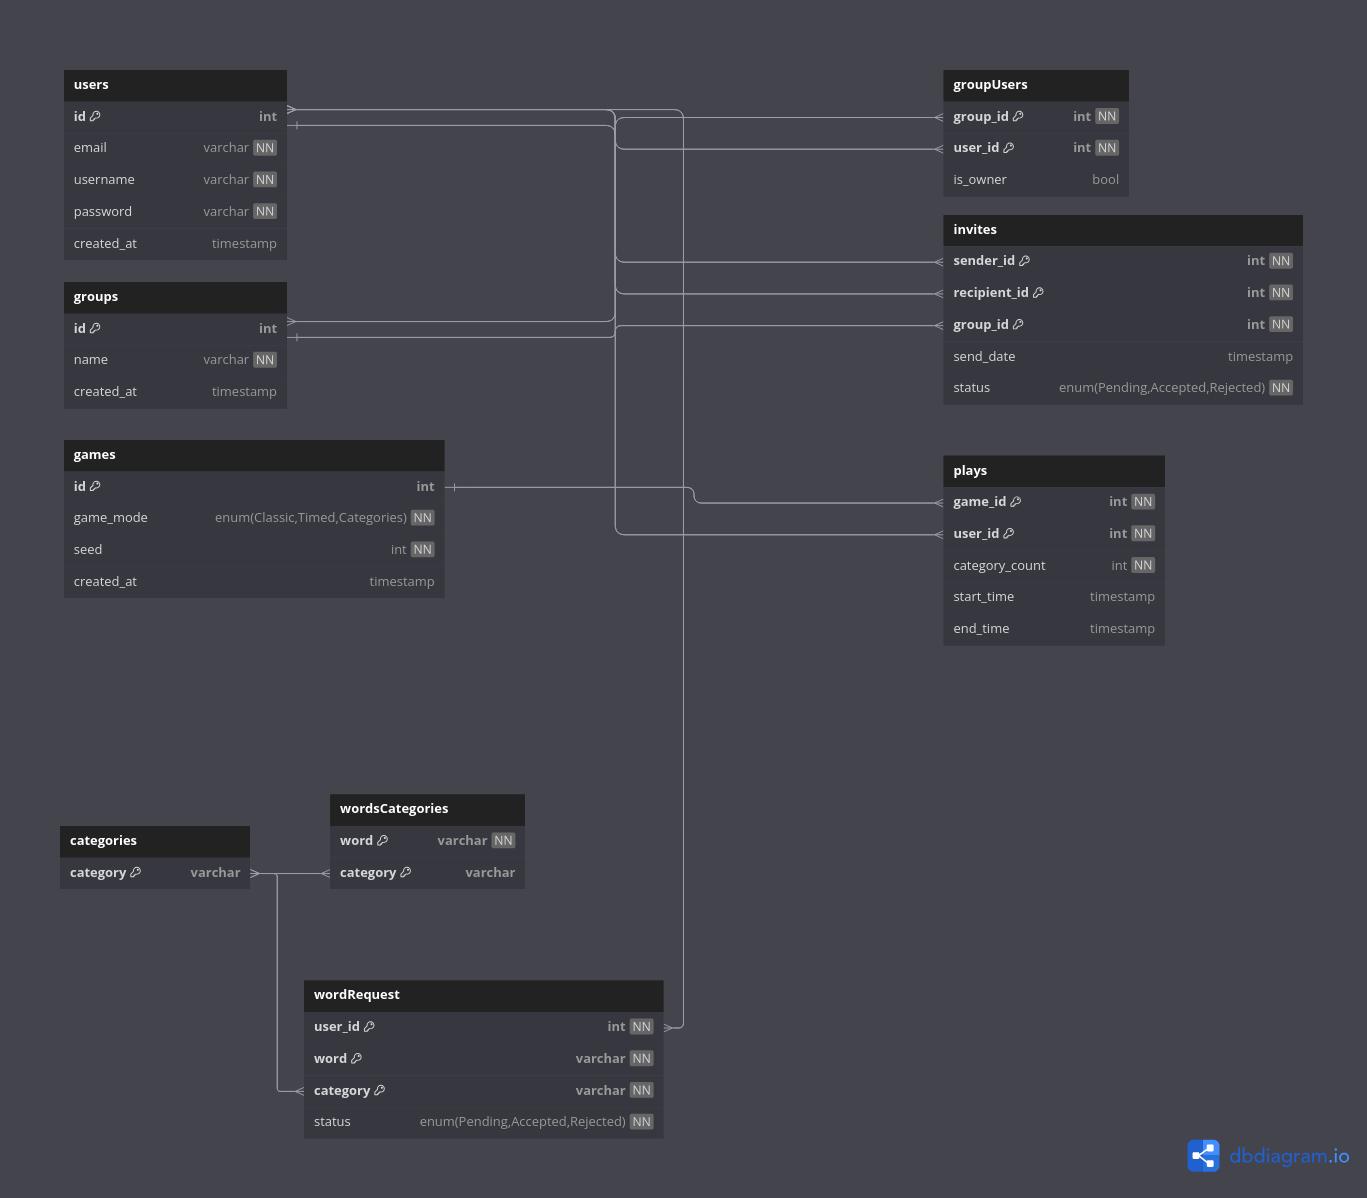 users
id int
email varchar NN
username varchar NN
password varchar NN
created_at timestamp
groups
id int
name varchar NN
created_at timestamp
games
id int
game_mode enum(Classic,Timed,Categories) NN
seed int NN
created_at timestamp
groupUsers
group_id int NN
user_id int NN
is_owner bool
invites
sender_id int NN
recipient_id int NN
group_id int NN
send_date timestamp
status enum(Pending,Accepted,Rejected) NN
plays
game_id int NN
user_id int NN
category_count int NN
start_time timestamp
end_time timestamp
categories
category varchar
wordsCategories
word varchar NN
category varchar
wordRequest
user_id int NN
word varchar NN
category varchar NN
status enum(Pending,Accepted,Rejected) NN
dbdiagram.io